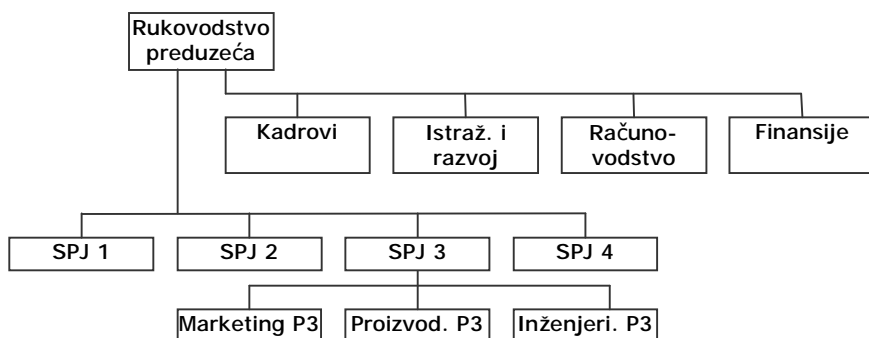 Rukovodstvo
preduzeća
Kadrovi
Istraž. i
razvoj
Računo-
vodstvo
Finansije
SPJ 1
SPJ 2
SPJ 3
SPJ 4
Marketing P3
Proizvod. P3
Inženjeri. P3